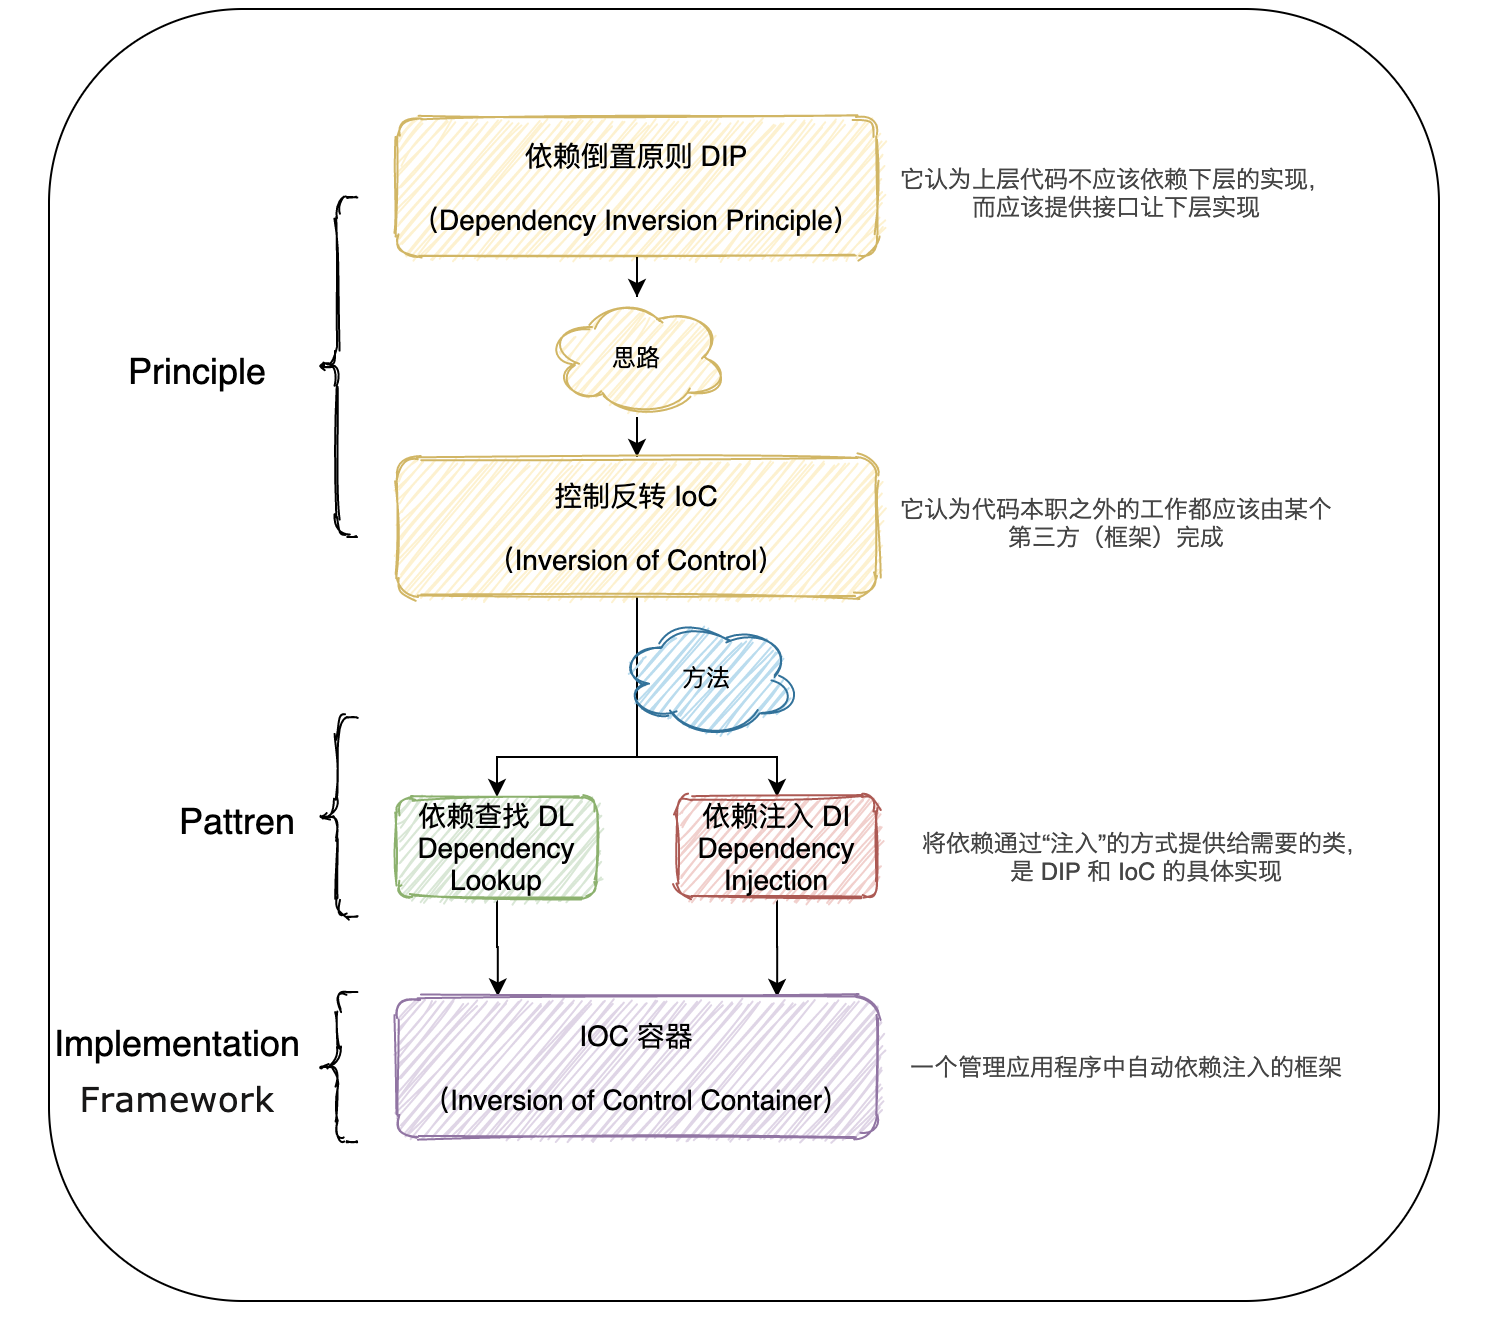 依赖倒置原则 DIP
（Dependency Inversion Principle）
它认为上层代码不应该依赖下层的实现,
而应该提供接口让下层实现
思路
Principle
控制反转 IoC
（Inversion of Control）
它认为代码本职之外的工作都应该由某个
第三方（框架）完成
方法
Pattren
依赖查找 DL
Dependency
Lookup
依赖注入 DI
Dependency
Injection
将依赖通过“注入”的方式提供给需要的类,
是 DIP 和 IoC 的具体实现
Implementation
Framework
IOC 容器
（Inversion of Control Container）
一个管理应用程序中自动依赖注入的框架